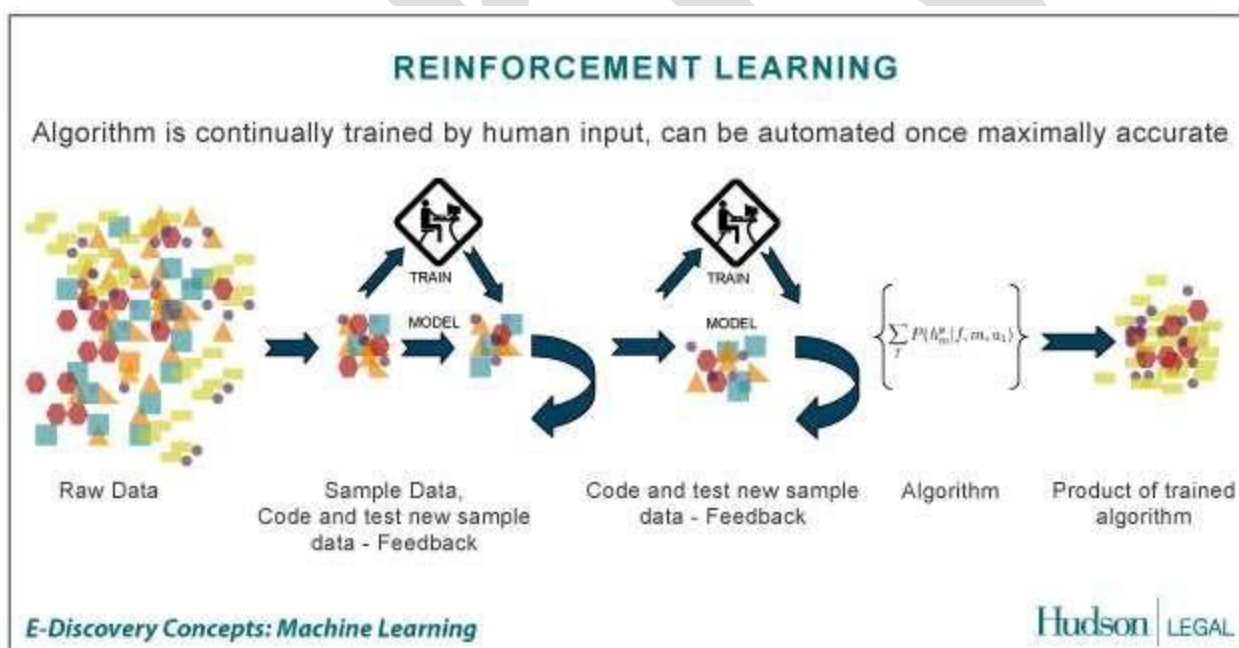 REINFORCEMENT LEARNING
Algorithm is continually trained by human input, can be automated once maximally accurate
TRAIN
MODEL
TRAIN
MODEL
Raw Data
Sample Data,
Code and test new sample
data - Feedback
Code and test new sample
data - Feedback
Algorithm
Product of trained
algorithm
E-Discovery Concepts: Machine Learning
Hudson LEGAL